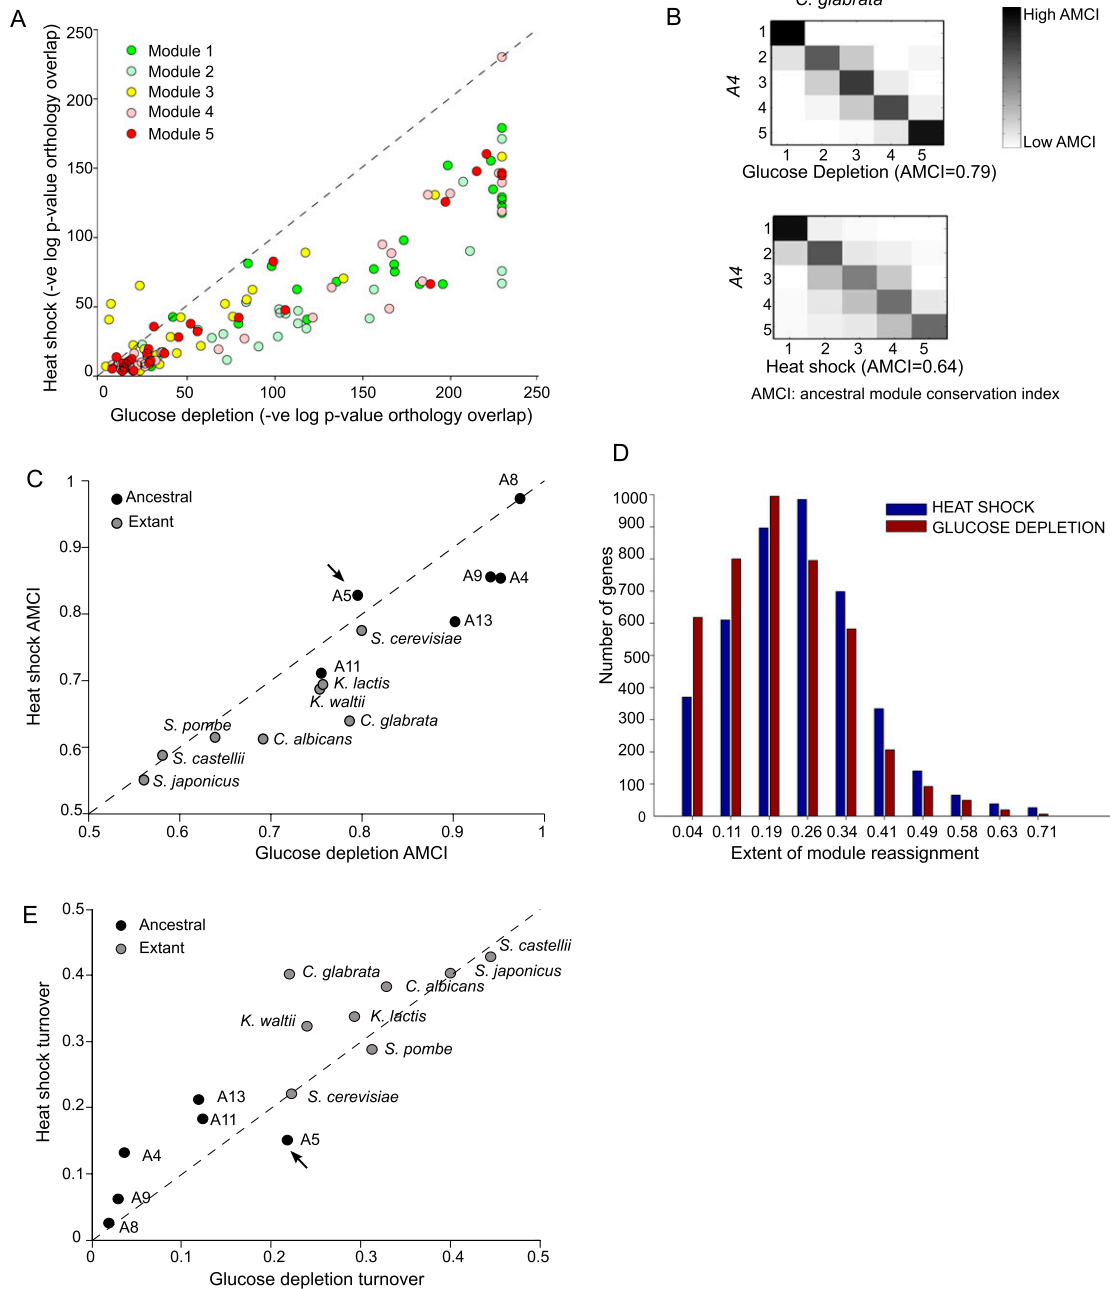 A
Heat shock (-ve log p-value orthology overlap)
250
200
150
100
50
0
Module 1
Module 2
Module 3
Module 4
Module 5
0
50
100
150
200
250
Glucose depletion (-ve log p-value orthology overlap)
B
C. glabrata
A4
1
2
3
4
5
1 2 3 4 5
Glucose Depletion (AMCI=0.79)
High AMCI
Low AMCI
A4
1
2
3
4
5
1 2 3 4 5
Heat shock (AMCI=0.64)
AMCI: ancestral module conservation index
C
Heat shock AMCI
1
0.9
0.8
0.7
0.6
0.5
Ancestral
Extant
A8
A9
A4
A5
A13
S. cerevisiae
A11
K. lactis
K. waltii
C. glabrata
S. pombe
C. albicans
S. castellii
S. japonicus
0.5
0.6
0.7
0.8
0.9
1
Glucose depletion AMCI
D
Number of genes
1000
900
800
700
600
500
400
300
200
100
0
HEAT SHOCK
GLUCOSE DEPLETION
0.04 0.11 0.19 0.26 0.34 0.41 0.49 0.58 0.63 0.71
Extent of module reassignment
E
Heat shock turnover
0.5
0.4
0.3
0.2
0.1
0
Ancestral
Extant
S. castellii
C. glabrata
S. japonicus
C. albicans
K. waltii
K. lactis
S. pombe
S. cerevisiae
A13
A11
A5
A4
A9
A8
0
0.1
0.2
0.3
0.4
0.5
Glucose depletion turnover